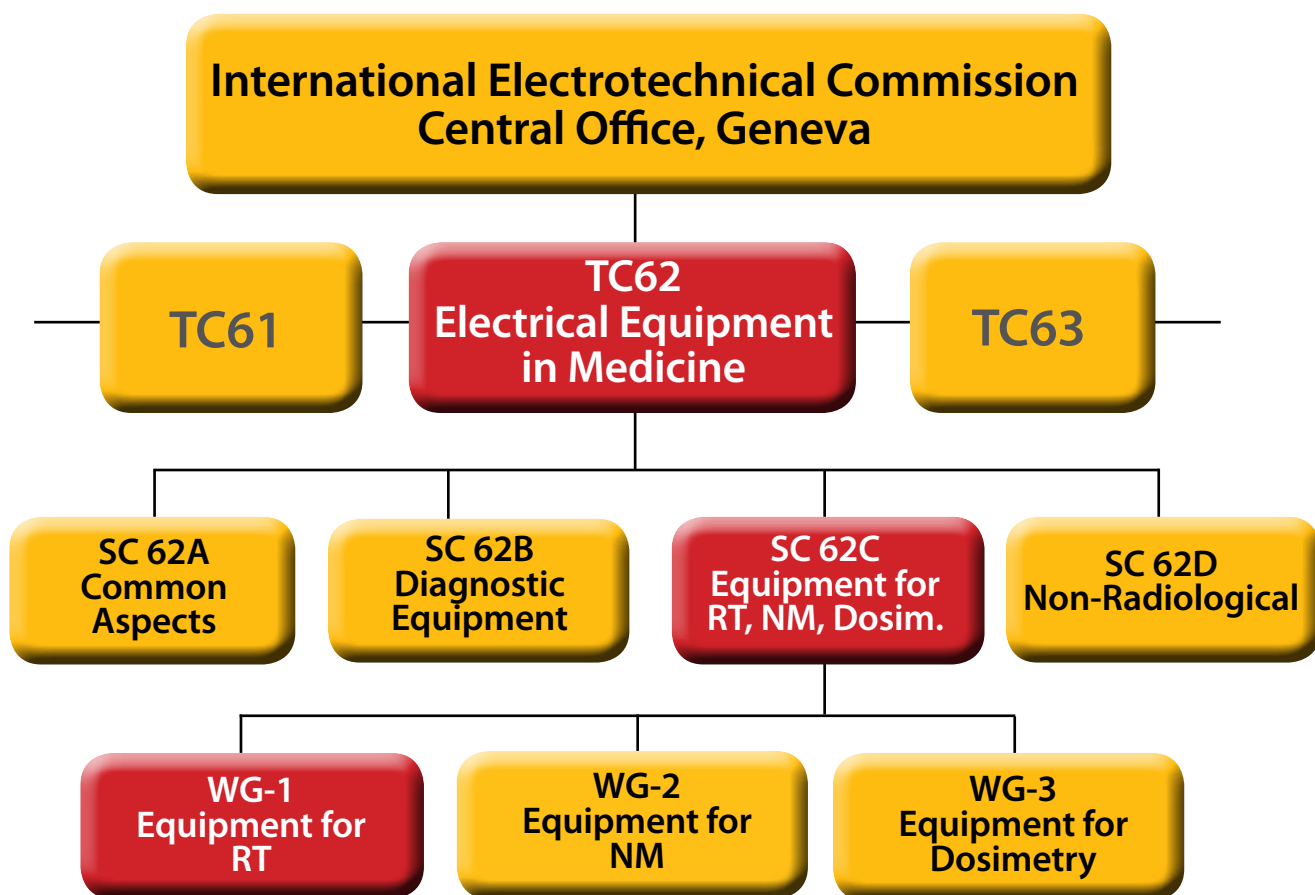 International Electrotechnical Commission
Central Office, Geneva
TC61
TC62
Electrical Equipment
in Medicine
TC63
SC 62A
Common
Aspects
SC 62B
Diagnostic
Equipment
SC 62C
Equipment for
RT, NM, Dosim.
SC 62D
Non-Radiological
WG-1
Equipment for
RT
WG-2
Equipment for
NM
WG-3
Equipment for
Dosimetry